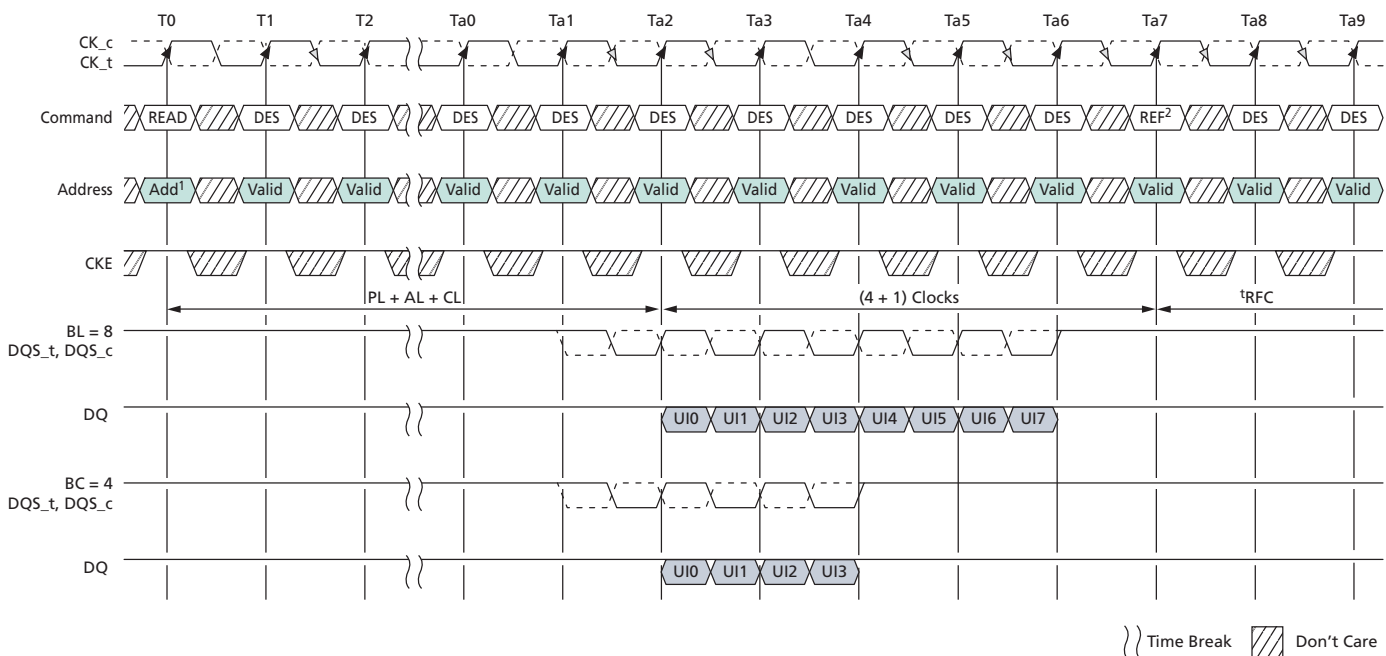 T0 T1 T2 Ta0 Ta1 Ta2 Ta3 Ta4 Ta5 Ta6 Ta7 Ta8 Ta9
CK_c
CK_t
Command READ DES DES DES DES DES DES DES DES DES REF² DES DES
Address Add¹ Valid Valid Valid Valid Valid Valid Valid Valid Valid Valid Valid Valid
CKE
PL + AL + CL (4 + 1) Clocks ᵗRFC
BL = 8
DQS_t, DQS_c
DQ UI0 UI1 UI2 UI3 UI4 UI5 UI6 UI7
BC = 4
DQS_t, DQS_c
DQ UI0 UI1 UI2 UI3
Time Break Don't Care